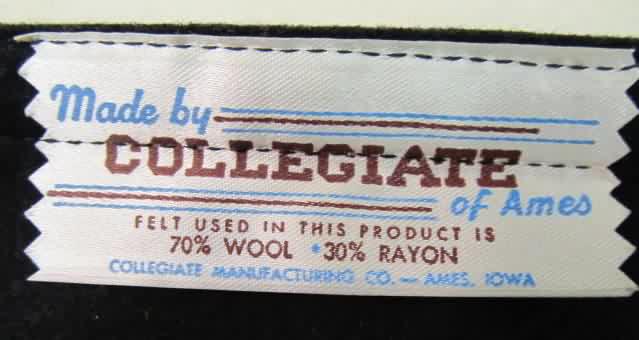 Made by
COLLEGIATE
of Ames
FELT USED IN THIS PRODUCT IS
70% WOOL * 30% RAYON
COLLEGIATE MANUFACTURING CO. — AMES, IOWA